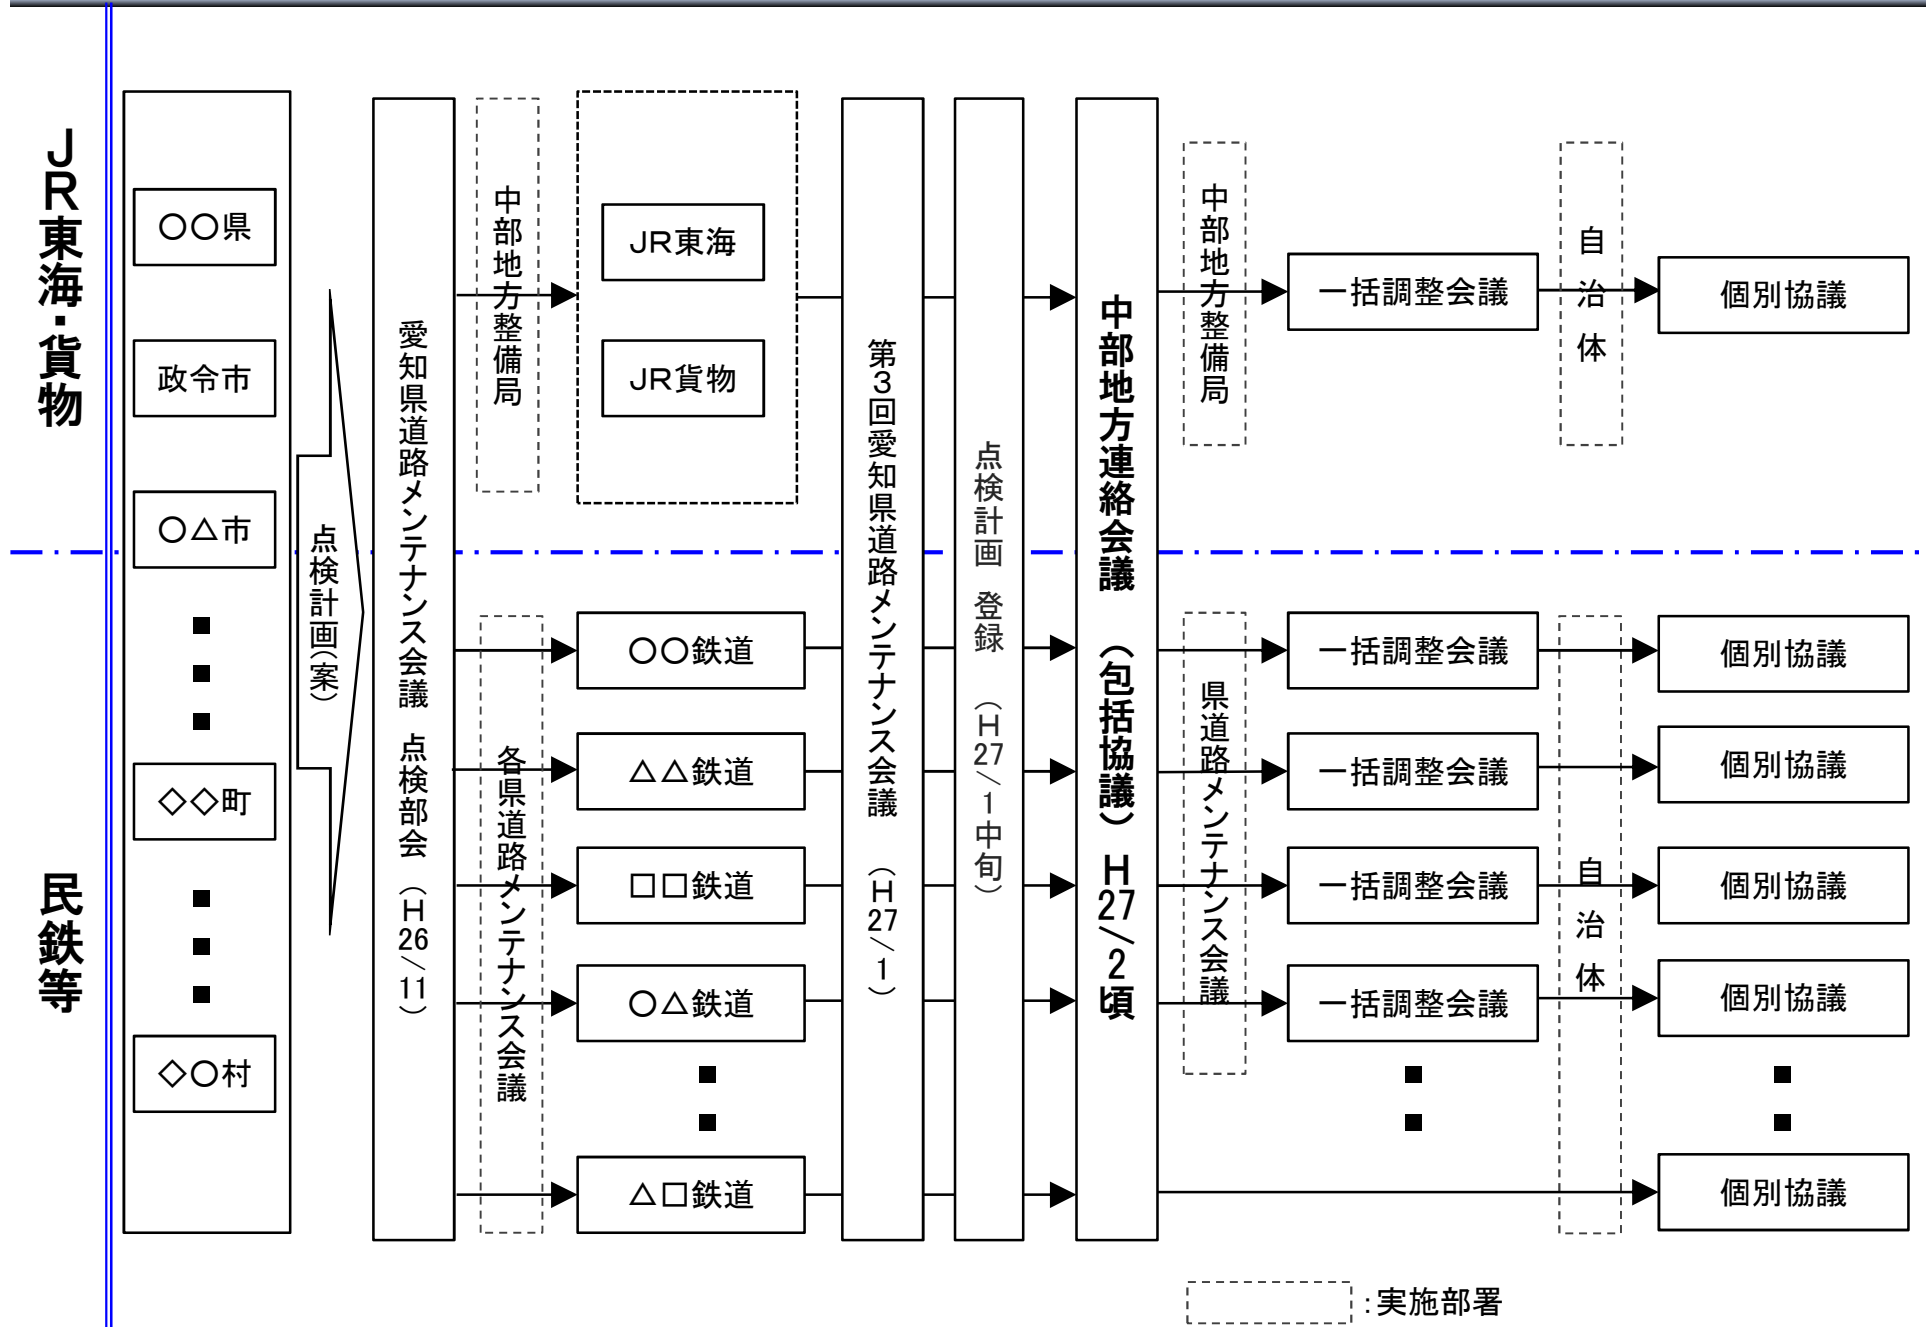 ＪＲ東海・貨物
民鉄等
〇〇県
政令市
〇△市
■
■
■
◇◇町
■
■
■
◇〇村
点検計画（案）
愛知県道路メンテナンス会議 点検部会（Ｈ26／11）
中部地方整備局
各県道路メンテナンス会議
ＪＲ東海
ＪＲ貨物
〇〇鉄道
△△鉄道
□□鉄道
〇△鉄道
■
■
△□鉄道
第３回愛知県道路メンテナンス会議 （Ｈ27／1）
点検計画 登録 （Ｈ27／1中旬）
中部地方連絡会議 （包括協議）Ｈ27／2頃
中部地方整備局
県道路メンテナンス会議
一括調整会議
一括調整会議
一括調整会議
一括調整会議
一括調整会議
■
■
自治体
自治体
個別協議
個別協議
個別協議
個別協議
個別協議
■
■
個別協議
：実施部署